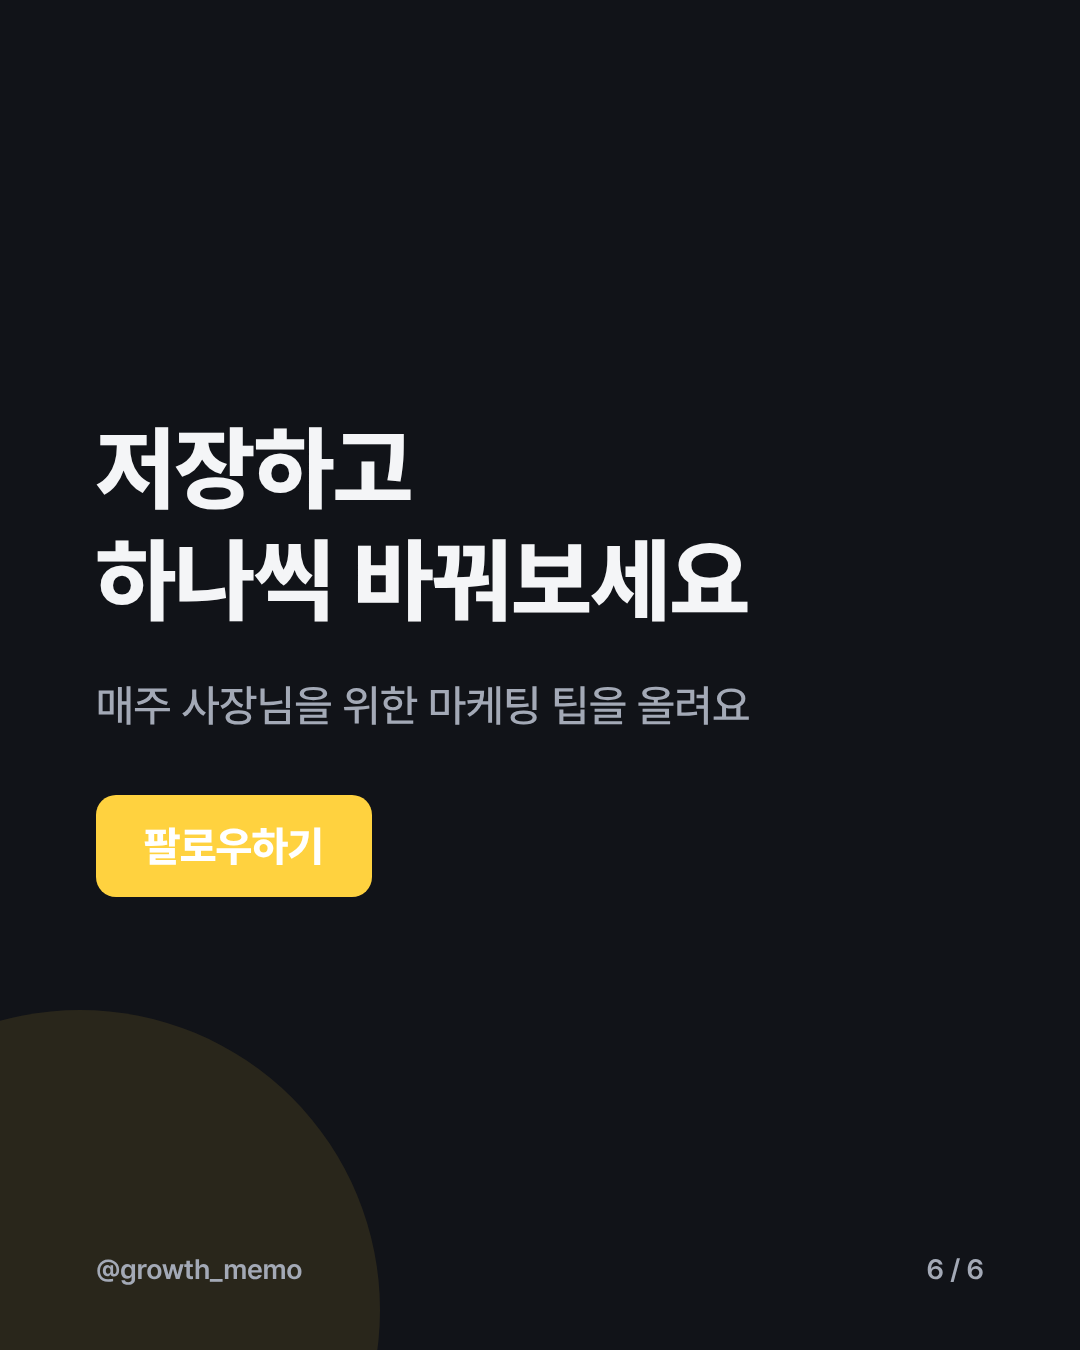 저장하고
하나씩 바꿔보세요
매주 사장님을 위한 마케팅 팁을 올려요
팔로우하기
@growth_memo
6 / 6